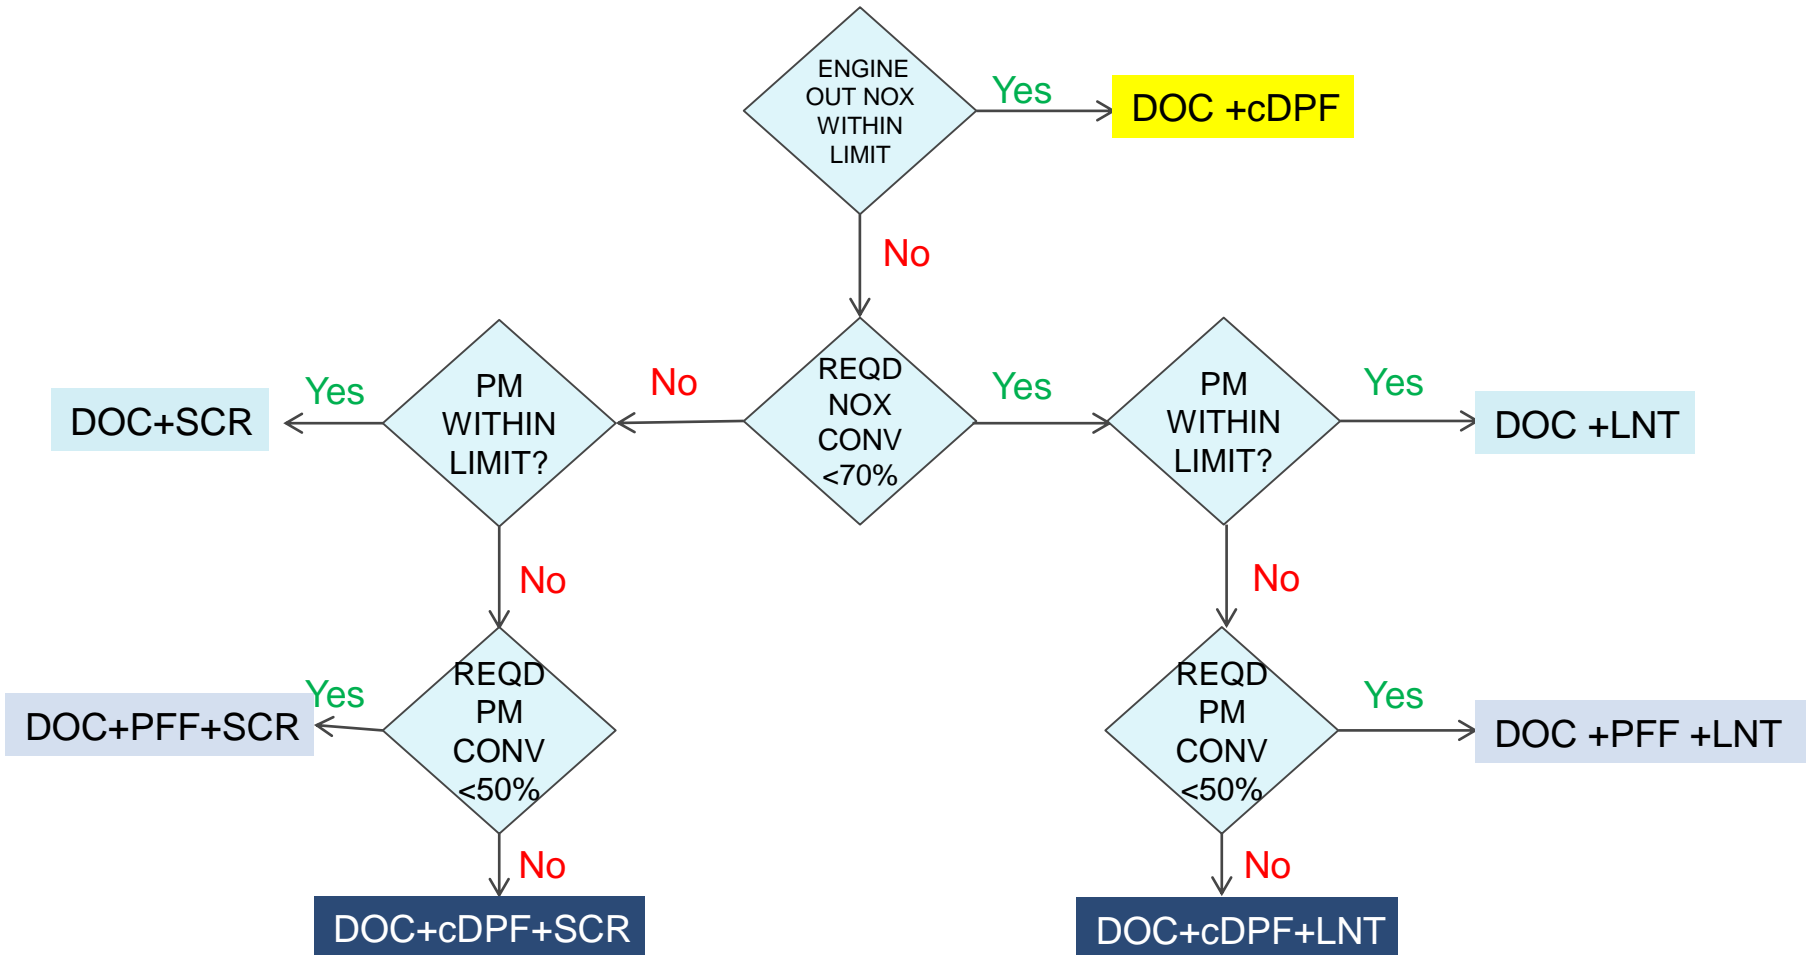 ENGINE
OUT NOX
WITHIN
LIMIT
Yes
DOC +cDPF
No
DOC+SCR
Yes
PM
WITHIN
LIMIT?
No
REQD
NOX
CONV
<70%
Yes
PM
WITHIN
LIMIT?
Yes
DOC +LNT
No
No
DOC+PFF+SCR
Yes
REQD
PM
CONV
<50%
REQD
PM
CONV
<50%
Yes
DOC +PFF +LNT
No
No
DOC+cDPF+SCR
DOC+cDPF+LNT